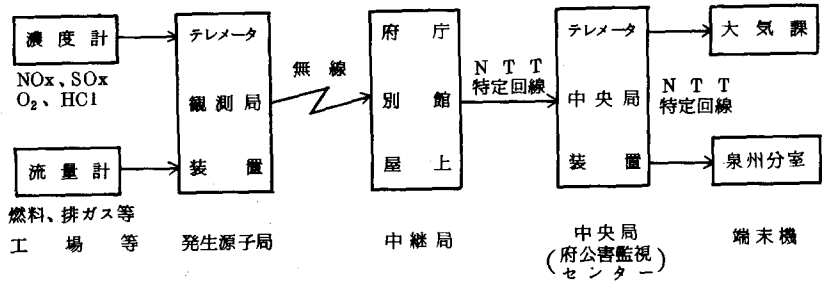 濃度計
NOx、SOx
O₂、HCl
流量計
燃料、排ガス等
工場等
テレメータ
観測局
装置
発生源子局
無線
府庁
別館
屋上
中継局
NTT
特定回線
テレメータ
中央局
装置
中央局
(府公害監視
センター)
NTT
特定回線
大気課
泉州分室
端末機